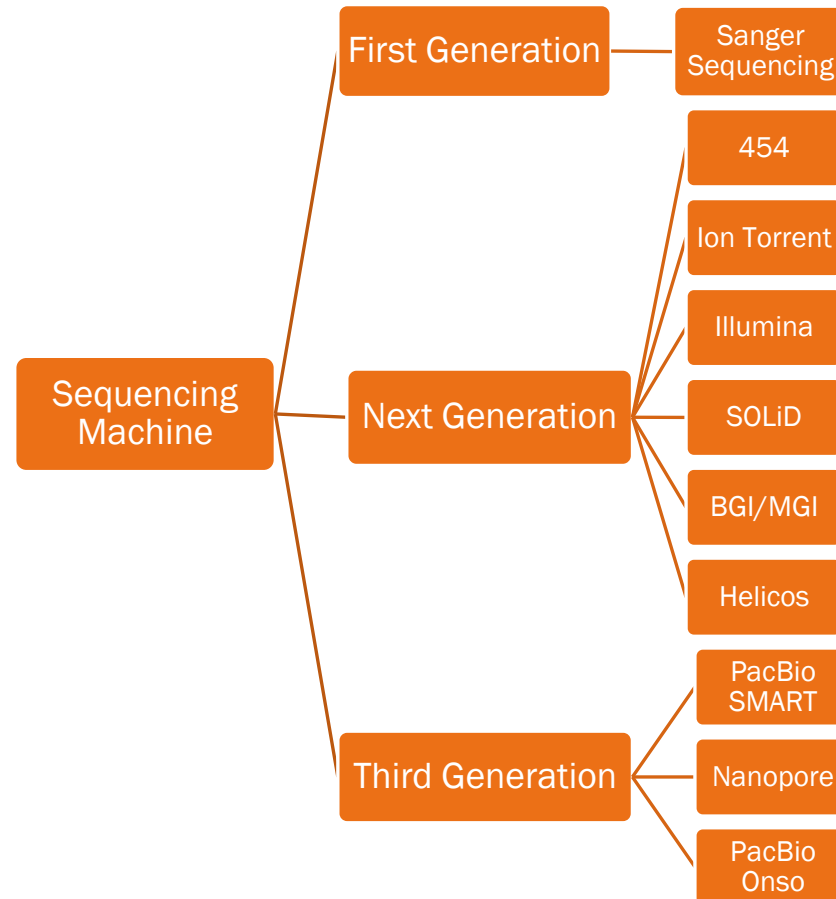 First Generation
Sanger
Sequencing
454
Ion Torrent
Illumina
Sequencing
Machine
Next Generation
SOLiD
BGI/MGI
Helicos
PacBio
SMART
Third Generation
Nanopore
PacBio
Onso